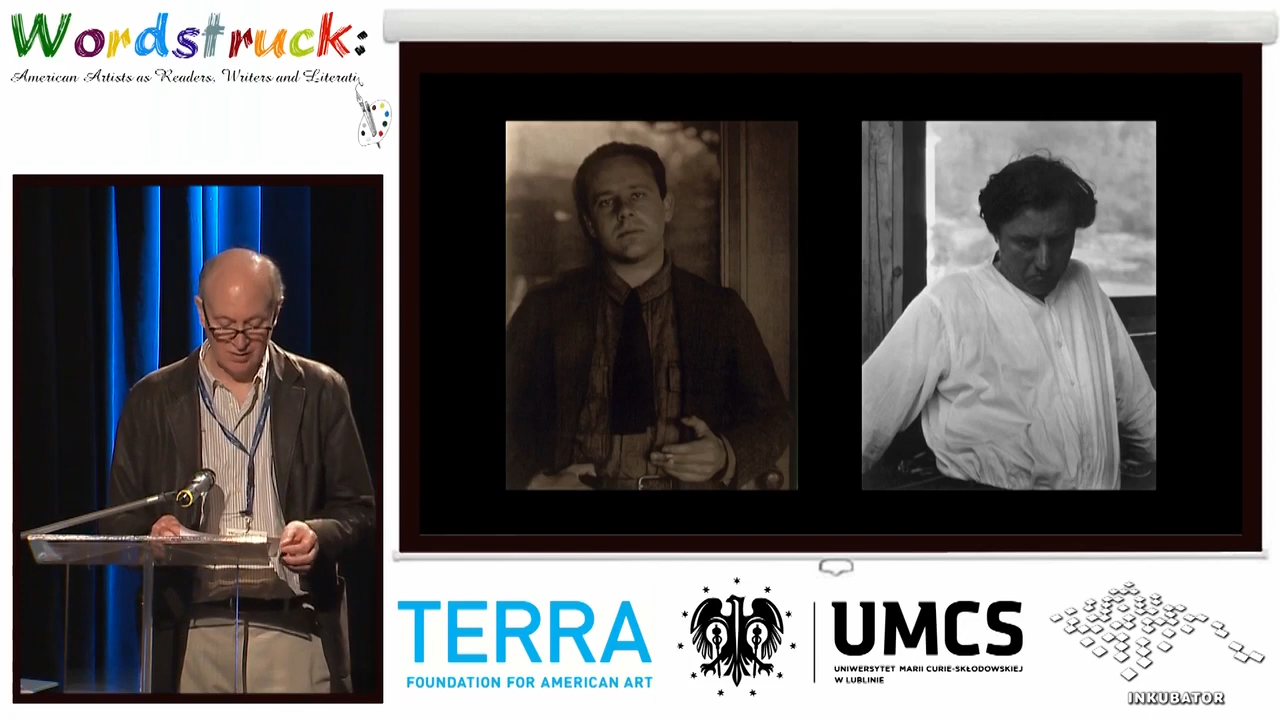 Wordstruck:
American Artists as Readers, Writers and Literati
TERRA
FOUNDATION FOR AMERICAN ART
UMCS
UNIWERSYTET MARII CURIE-SKŁODOWSKIEJ
W LUBLINIE
INKUBATOR